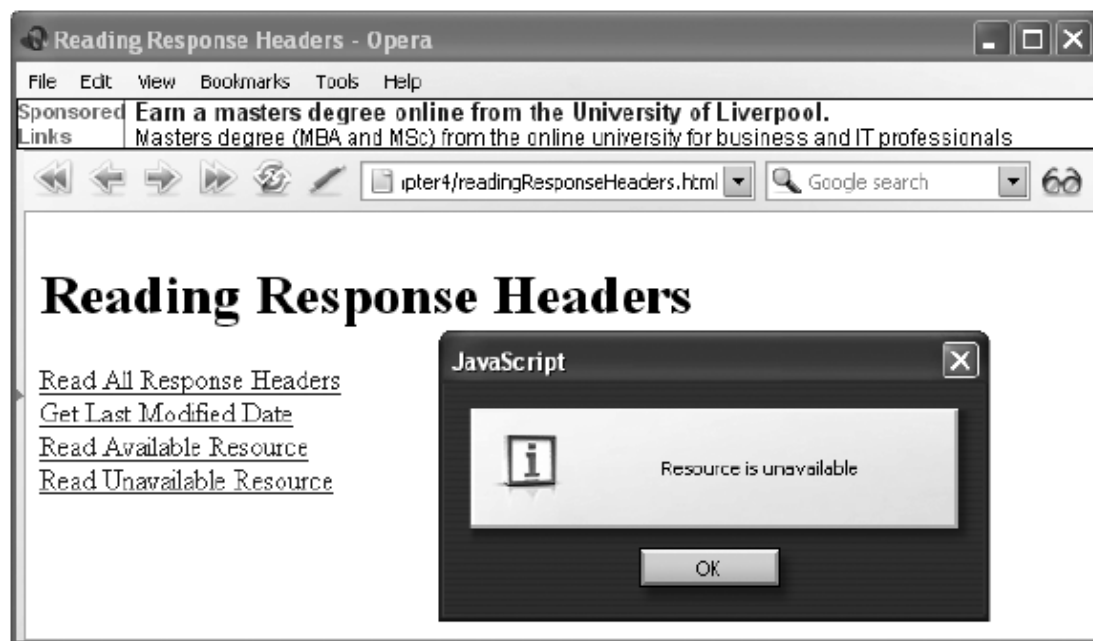 Reading Response Headers - Opera
File Edit View Bookmarks Tools Help
Sponsored Links
Earn a masters degree online from the University of Liverpool.
Masters degree (MBA and MSc) from the online university for business and IT professionals
ıpter4/readingResponseHeaders.html
Google search
Reading Response Headers
Read All Response Headers
Get Last Modified Date
Read Available Resource
Read Unavailable Resource
JavaScript
i
Resource is unavailable
OK